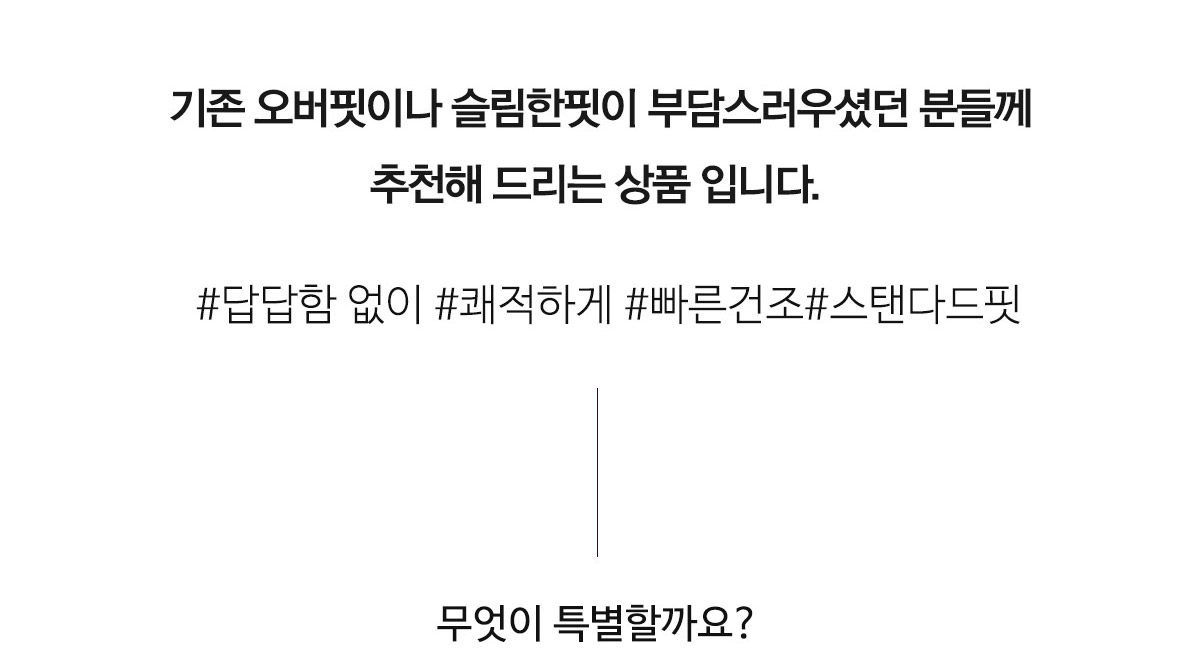 기존 오버핏이나 슬림한핏이 부담스러우셨던 분들께
추천해 드리는 상품 입니다.
#답답함 없이 #쾌적하게 #빠른건조#스탠다드핏
무엇이 특별할까요?